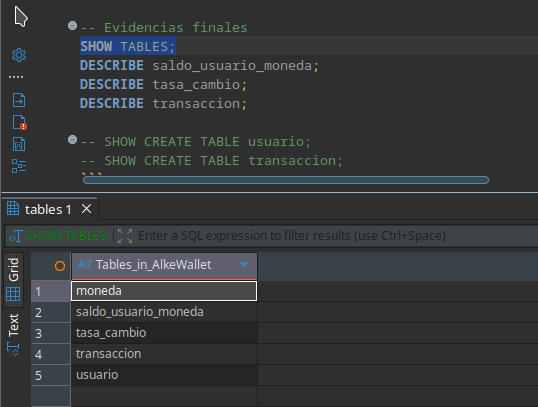 -- Evidencias finales
SHOW TABLES;
DESCRIBE saldo_usuario_moneda;
DESCRIBE tasa_cambio;
DESCRIBE transaccion;
-- SHOW CREATE TABLE usuario;
-- SHOW CREATE TABLE transaccion;
```
tables 1
SHOW TABLES Enter a SQL expression to filter results (use Ctrl+Space)
Grid
Text
A-Z Tables_in_AlkeWallet
1 moneda
2 saldo_usuario_moneda
3 tasa_cambio
4 transaccion
5 usuario